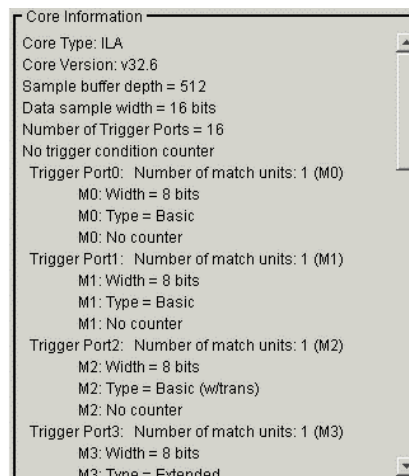 Core Information
Core Type: ILA
Core Version: v32.6
Sample buffer depth = 512
Data sample width = 16 bits
Number of Trigger Ports = 16
No trigger condition counter
Trigger Port0: Number of match units: 1 (M0)
M0: Width = 8 bits
M0: Type = Basic
M0: No counter
Trigger Port1: Number of match units: 1 (M1)
M1: Width = 8 bits
M1: Type = Basic
M1: No counter
Trigger Port2: Number of match units: 1 (M2)
M2: Width = 8 bits
M2: Type = Basic (w/trans)
M2: No counter
Trigger Port3: Number of match units: 1 (M3)
M3: Width = 8 bits
M3: Type = Extended